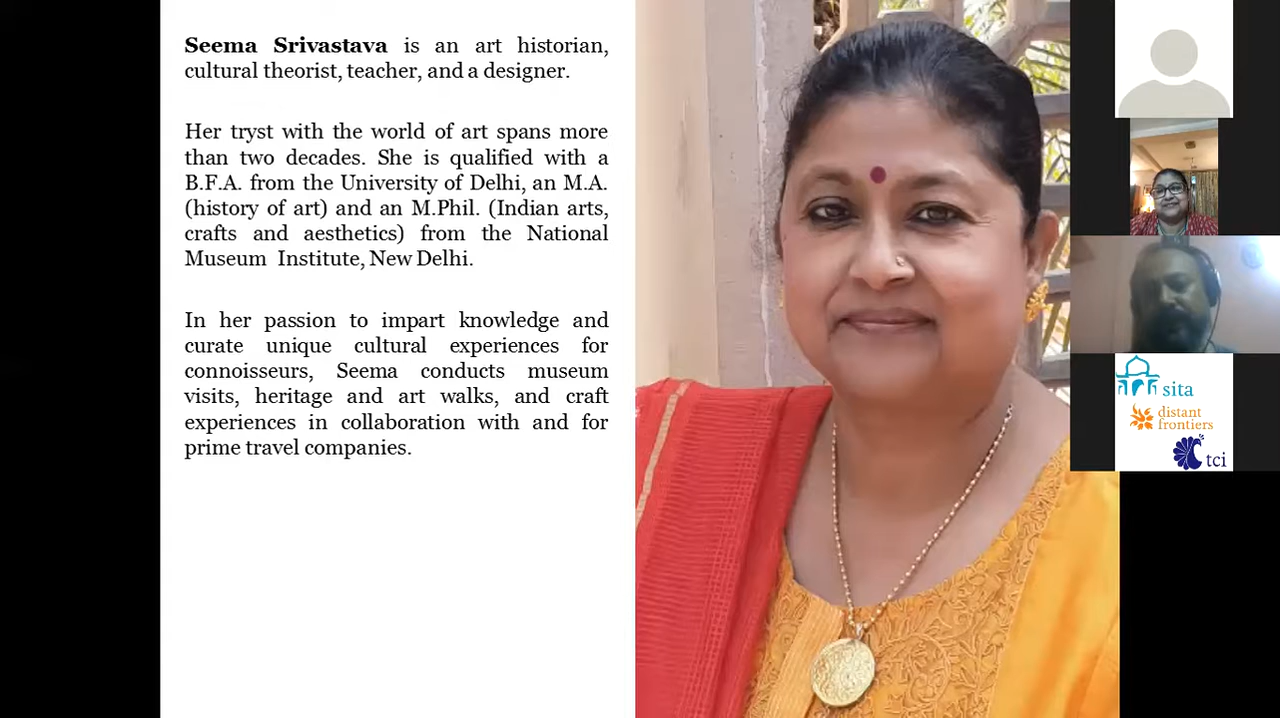 Seema Srivastava is an art historian,
cultural theorist, teacher, and a designer.
Her tryst with the world of art spans more
than two decades. She is qualified with a
B.F.A. from the University of Delhi, an M.A.
(history of art) and an M.Phil. (Indian arts,
crafts and aesthetics) from the National
Museum Institute, New Delhi.
In her passion to impart knowledge and
curate unique cultural experiences for
connoisseurs, Seema conducts museum
visits, heritage and art walks, and craft
experiences in collaboration with and for
prime travel companies.
sita
distant
frontiers
tci